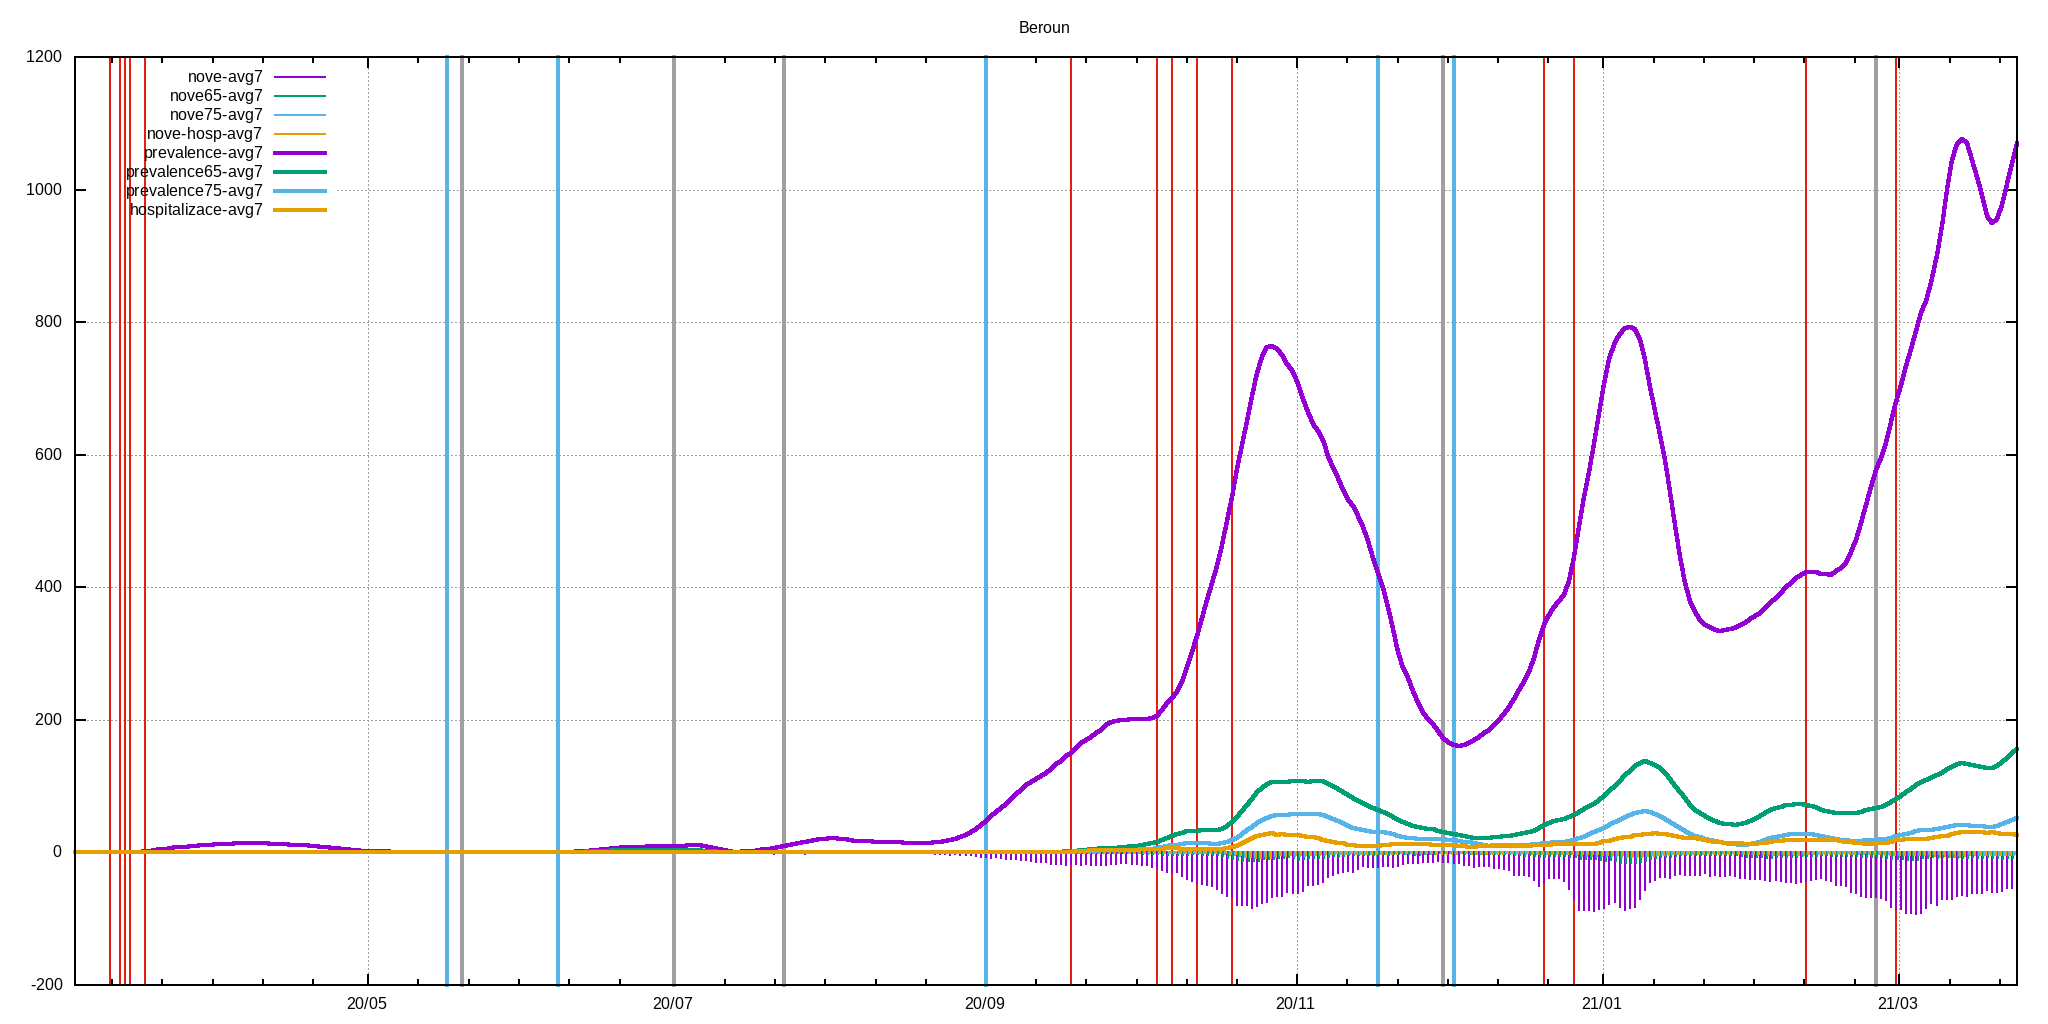 Beroun
1200
1000
800
600
400
200
0
-200
nove-avg7
nove65-avg7
nove75-avg7
nove-hosp-avg7
prevalence-avg7
prevalence65-avg7
prevalence75-avg7
hospitalizace-avg7
20/05 20/07 20/09 20/11 21/01 21/03